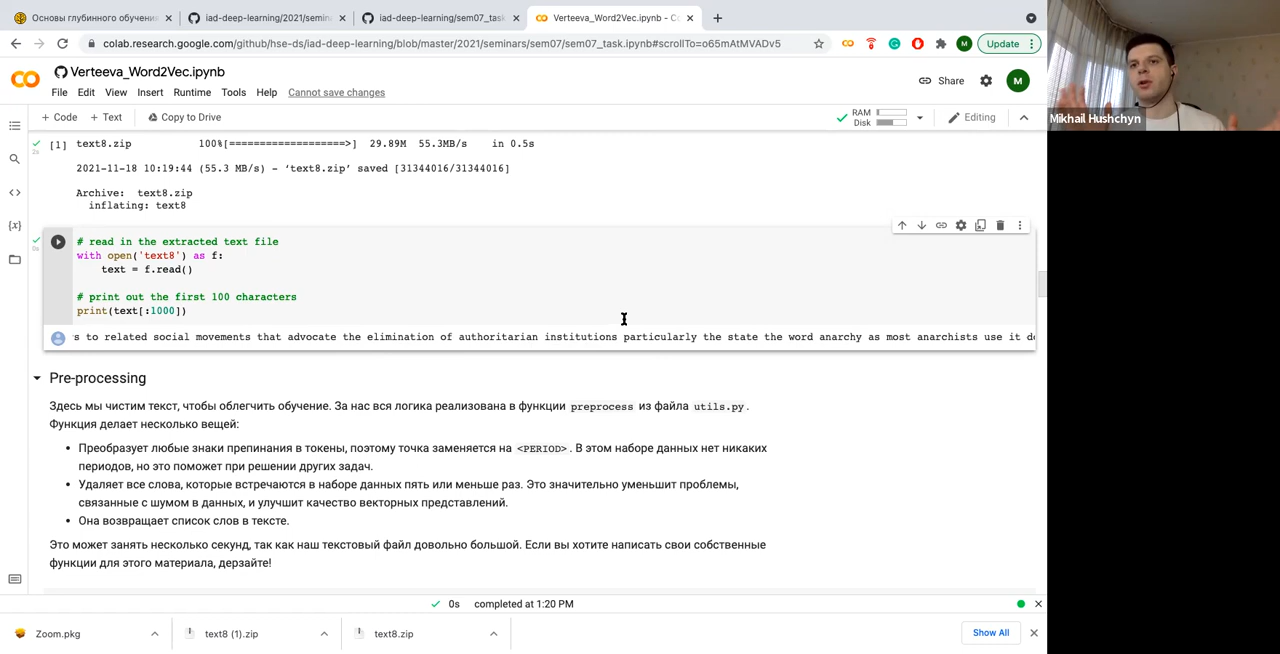 Основы глубинного обучени
iad-deep-learning/2021/semina
iad-deep-learning/sem07_task
Verteeva_Word2Vec.ipynb - Co
colab.research.google.com/github/hse-ds/iad-deep-learning/blob/master/2021/seminars/sem07/sem07_task.ipynb#scrollTo=o65mAtMVADv5
M
Update
Verteeva_Word2Vec.ipynb
Share
M
File Edit View Insert Runtime Tools Help Cannot save changes
+ Code + Text Copy to Drive
RAM
Disk
Editing
[1] text8.zip 100%[===================>] 29.89M 55.3MB/s in 0.5s
2s
2021-11-18 10:19:44 (55.3 MB/s) - ‘text8.zip’ saved [31344016/31344016]
Archive: text8.zip
inflating: text8
0s
# read in the extracted text file
with open('text8') as f:
text = f.read()
# print out the first 100 characters
print(text[:1000])
s to related social movements that advocate the elimination of authoritarian institutions particularly the state the word anarchy as most anarchists use it do
Pre-processing
Здесь мы чистим текст, чтобы облегчить обучение. За нас вся логика реализована в функции preprocess из файла utils.py.
Функция делает несколько вещей:
• Преобразует любые знаки препинания в токены, поэтому точка заменяется на <PERIOD>. В этом наборе данных нет никаких
периодов, но это поможет при решении других задач.
• Удаляет все слова, которые встречаются в наборе данных пять или меньше раз. Это значительно уменьшит проблемы,
связанные с шумом в данных, и улучшит качество векторных представлений.
• Она возвращает список слов в тексте.
Это может занять несколько секунд, так как наш текстовый файл довольно большой. Если вы хотите написать свои собственные
функции для этого материала, дерзайте!
0s completed at 1:20 PM
Zoom.pkg
text8 (1).zip
text8.zip
Show All
Mikhail Hushchyn